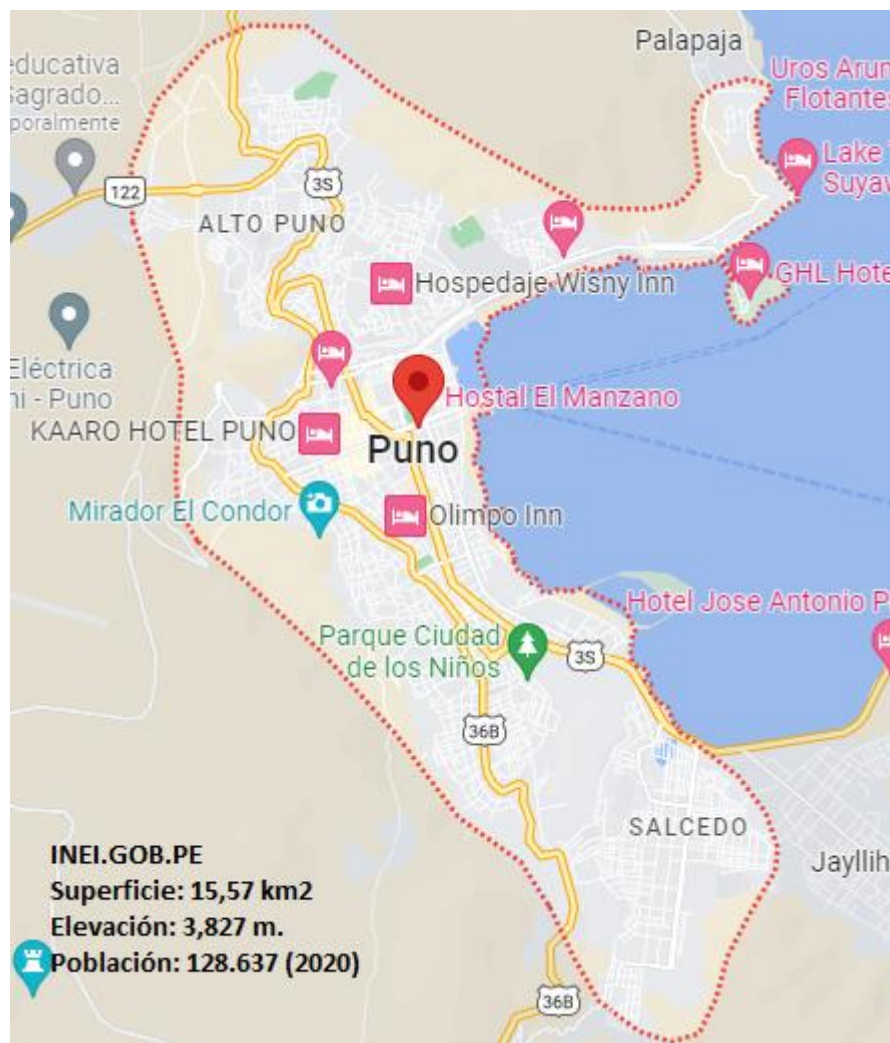 Palapaja
educativa
sagrado...
poralmente
Uros Arun
Flotantes
Lake
Suyav
122
3S
ALTO PUNO
Hospedaje Wisny Inn
GHL Hote
Eléctrica
ni - Puno
Hostal El Manzano
KAARO HOTEL PUNO
Puno
Mirador El Condor
Olimpo Inn
Hotel Jose Antonio P
Parque Ciudad
de los Niños
3S
36B
SALCEDO
Jayllih
INEI.GOB.PE
Superficie: 15,57 km2
Elevación: 3,827 m.
Población: 128.637 (2020)
36B